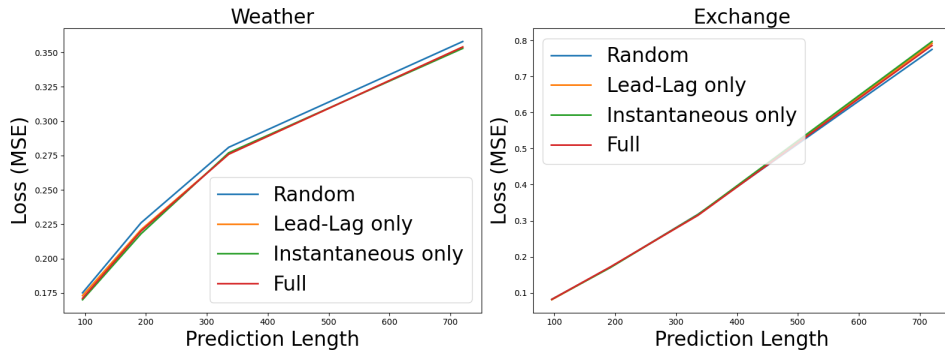 Weather
Loss (MSE)
0.350
0.325
0.300
0.275
0.250
0.225
0.200
0.175
Random
Lead-Lag only
Instantaneous only
Full
100 200 300 400 500 600 700
Prediction Length
Exchange
Loss (MSE)
0.8
0.7
0.6
0.5
0.4
0.3
0.2
0.1
Random
Lead-Lag only
Instantaneous only
Full
100 200 300 400 500 600 700
Prediction Length